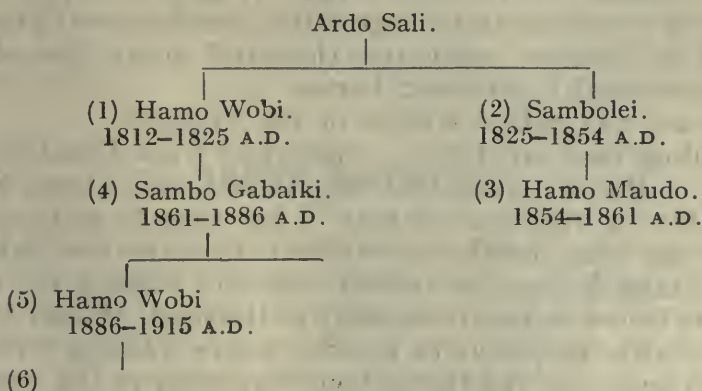 Ardo Sali.
(1) Hamo Wobi. (2) Sambolei.
1812–1825 A.D. 1825–1854 A.D.
(4) Sambo Gabaiki. (3) Hamo Maudo.
1861–1886 A.D. 1854–1861 A.D.
(5) Hamo Wobi
1886–1915 A.D.
(6)